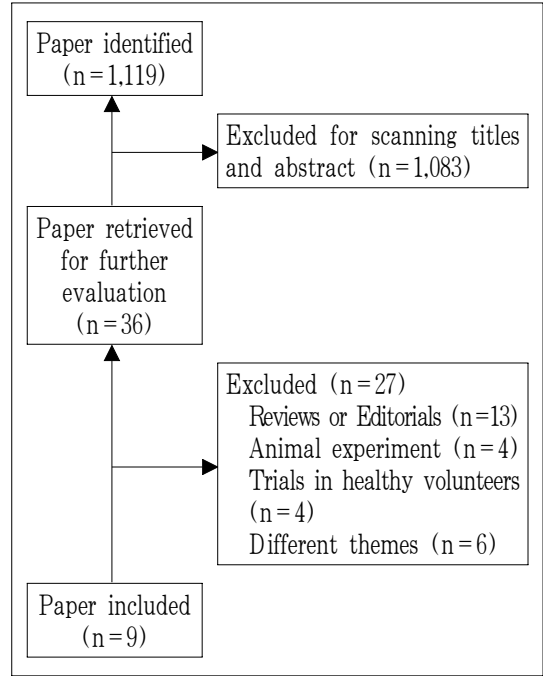 Paper identified
(n=1,119)
Excluded for scanning titles
and abstract (n=1,083)
Paper retrieved
for further
evaluation
(n=36)
Excluded (n=27)
Reviews or Editorials (n=13)
Animal experiment (n=4)
Trials in healthy volunteers
(n=4)
Different themes (n=6)
Paper included
(n=9)